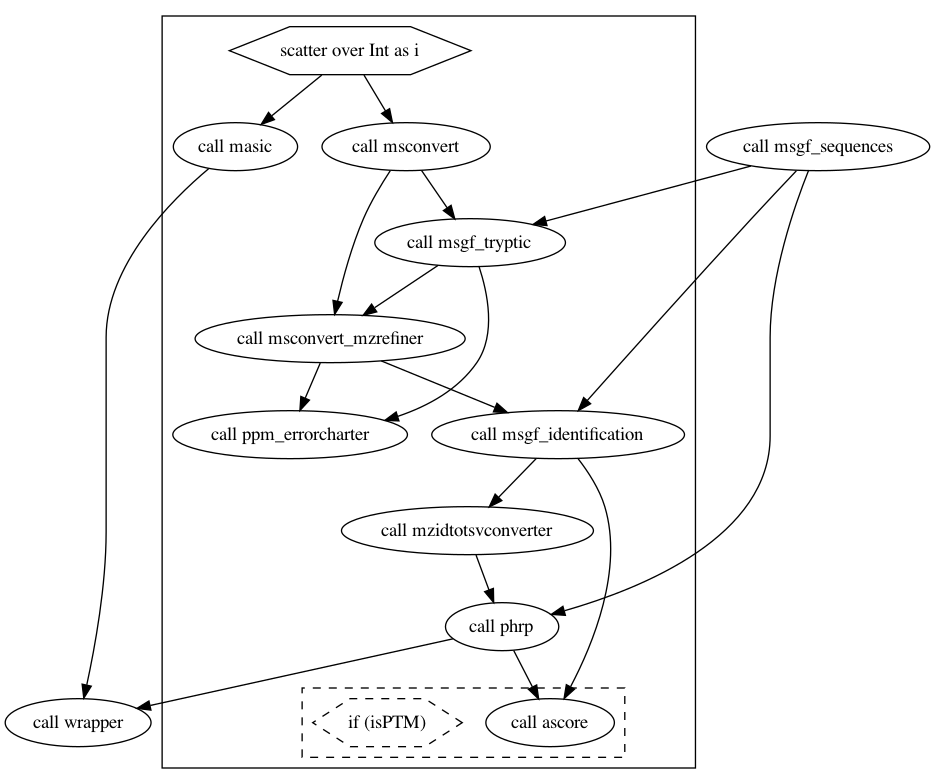 scatter over Int as i
call masic
call msconvert
call msgf_sequences
call msgf_tryptic
call msconvert_mzrefiner
call ppm_errorcharter
call msgf_identification
call mzidtotsvconverter
call phrp
call wrapper
if (isPTM)
call ascore